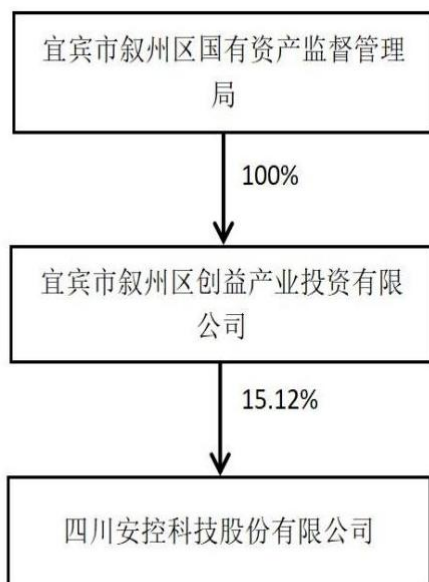 宜宾市叙州区国有资产监督管理
局
100%
宜宾市叙州区创益产业投资有限
公司
15.12%
四川安控科技股份有限公司